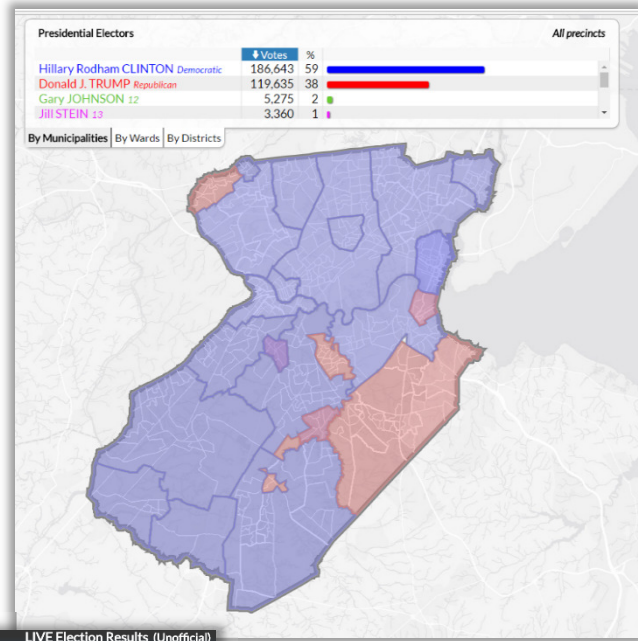 Presidential Electors All precincts
Votes %
Hillary Rodham CLINTON Democratic 186,643 59
Donald J. TRUMP Republican 119,635 38
Gary JOHNSON 12 5,275 2
Jill STEIN 13 3,360 1
By Municipalities By Wards By Districts
LIVE Election Results (Unofficial)